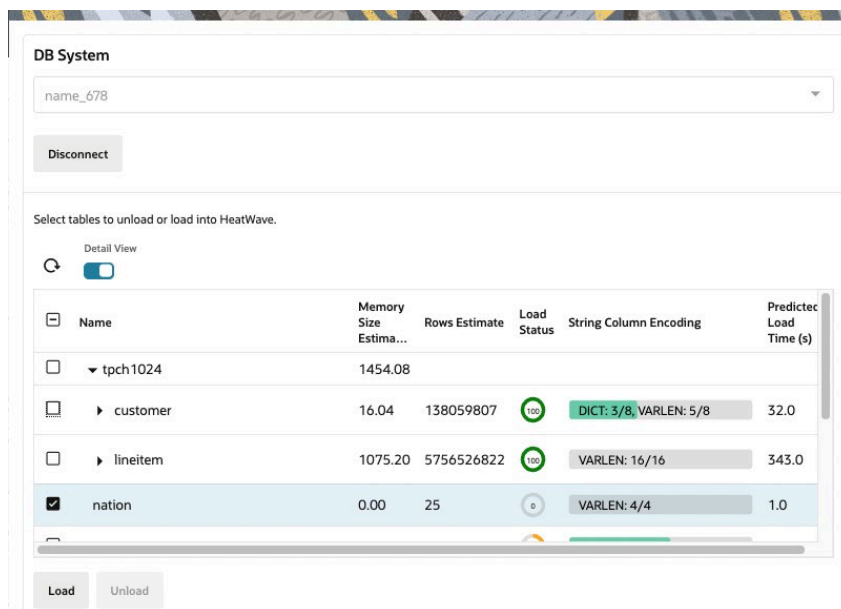 DB System
name_678
Disconnect
Select tables to unload or load into HeatWave.
Detail View
Name
Memory
Size
Estima...
Rows Estimate
Load
Status
String Column Encoding
Predicted
Load
Time (s)
tpch1024 1454.08
customer 16.04 138059807 100 DICT: 3/8, VARLEN: 5/8 32.0
lineitem 1075.20 5756526822 100 VARLEN: 16/16 343.0
nation 0.00 25 0 VARLEN: 4/4 1.0
Load Unload